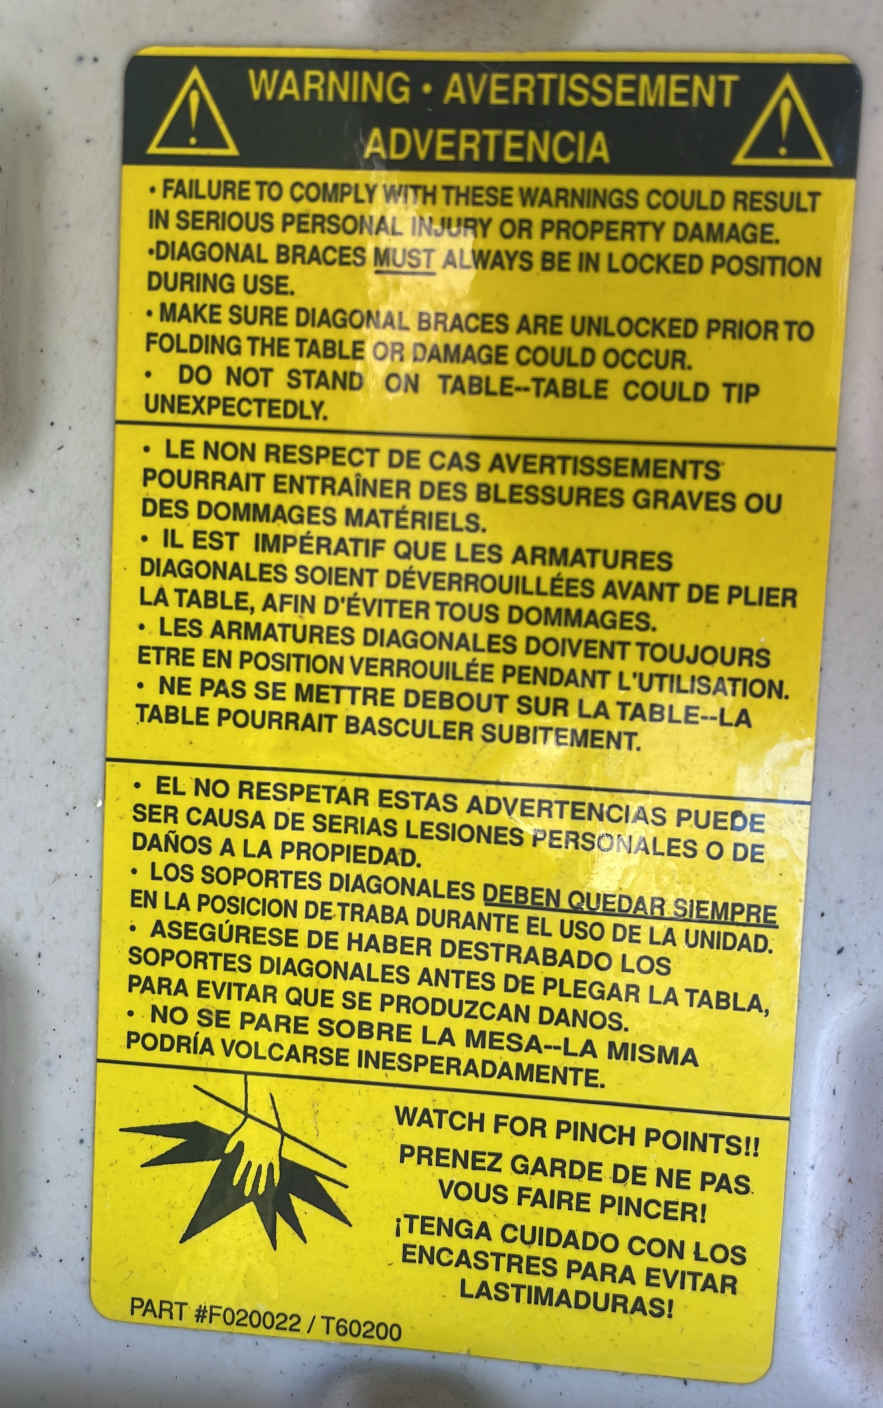 WARNING · AVERTISSEMENT
ADVERTENCIA
• FAILURE TO COMPLY WITH THESE WARNINGS COULD RESULT
IN SERIOUS PERSONAL INJURY OR PROPERTY DAMAGE.
•DIAGONAL BRACES MUST ALWAYS BE IN LOCKED POSITION
DURING USE.
• MAKE SURE DIAGONAL BRACES ARE UNLOCKED PRIOR TO
FOLDING THE TABLE OR DAMAGE COULD OCCUR.
• DO NOT STAND ON TABLE--TABLE COULD TIP
UNEXPECTEDLY.
• LE NON RESPECT DE CAS AVERTISSEMENTS
POURRAIT ENTRAÎNER DES BLESSURES GRAVES OU
DES DOMMAGES MATÉRIELS.
• IL EST IMPÉRATIF QUE LES ARMATURES
DIAGONALES SOIENT DÉVERROUILLÉES AVANT DE PLIER
LA TABLE, AFIN D'ÉVITER TOUS DOMMAGES.
• LES ARMATURES DIAGONALES DOIVENT TOUJOURS
ETRE EN POSITION VERROUILÉE PENDANT L'UTILISATION.
• NE PAS SE METTRE DEBOUT SUR LA TABLE--LA
TABLE POURRAIT BASCULER SUBITEMENT.
• EL NO RESPETAR ESTAS ADVERTENCIAS PUEDE
SER CAUSA DE SERIAS LESIONES PERSONALES O DE
DAÑOS A LA PROPIEDAD.
• LOS SOPORTES DIAGONALES DEBEN QUEDAR SIEMPRE
EN LA POSICION DE TRABA DURANTE EL USO DE LA UNIDAD.
• ASEGÚRESE DE HABER DESTRABADO LOS
SOPORTES DIAGONALES ANTES DE PLEGAR LA TABLA,
PARA EVITAR QUE SE PRODUZCAN DANOS.
• NO SE PARE SOBRE LA MESA--LA MISMA
PODRÍA VOLCARSE INESPERADAMENTE.
WATCH FOR PINCH POINTS!!
PRENEZ GARDE DE NE PAS
VOUS FAIRE PINCER!
¡TENGA CUIDADO CON LOS
ENCASTRES PARA EVITAR
LASTIMADURAS!
PART #F020022 / T60200